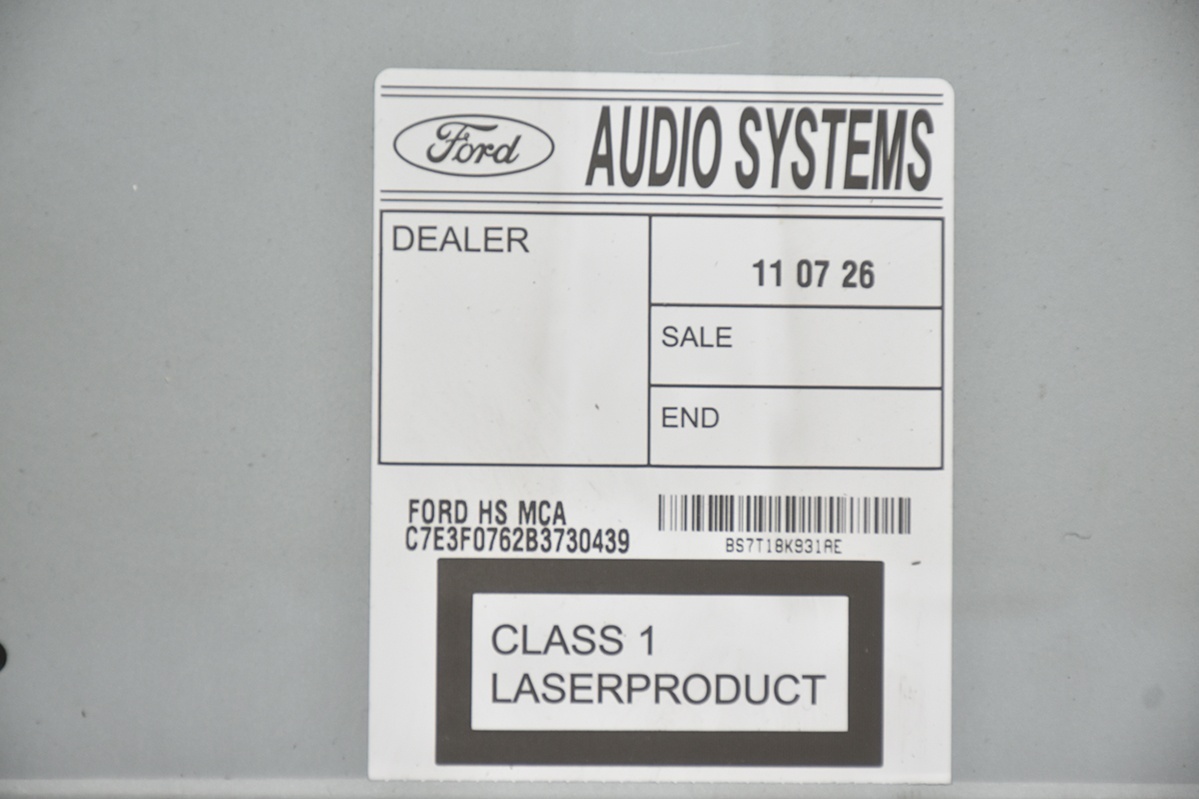 Ford
AUDIO SYSTEMS
DEALER
11 07 26
SALE
END
FORD HS MCA
C7E3F0762B3730439
BS7T18K931AE
CLASS 1
LASERPRODUCT